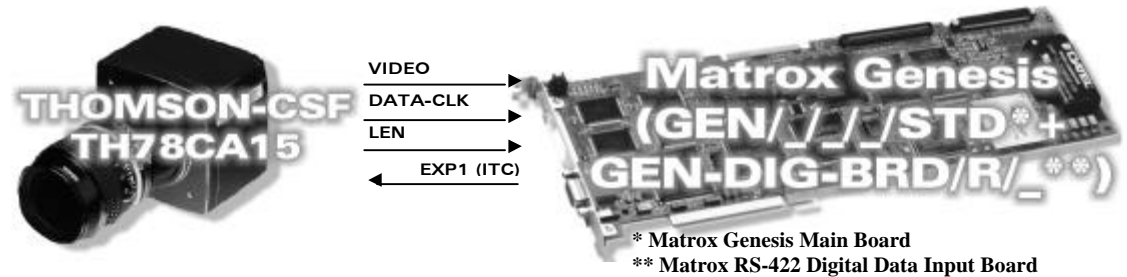 THOMSON-CSF
TH78CA15
VIDEO
DATA-CLK
LEN
EXP1 (ITC)
Matrox Genesis
(GEN/_/_/_/STD*+
GEN-DIG-BRD/R/_**)
* Matrox Genesis Main Board
** Matrox RS-422 Digital Data Input Board